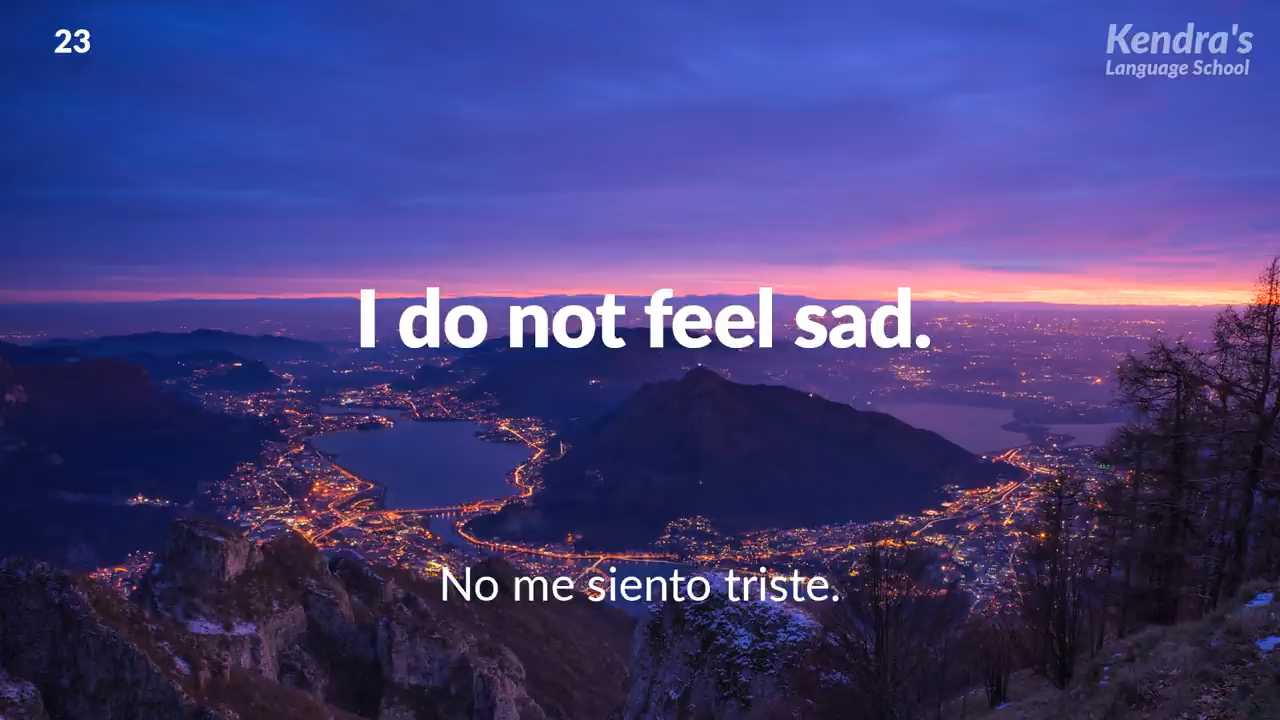 23
Kendra's
Language School
I do not feel sad.
No me siento triste.